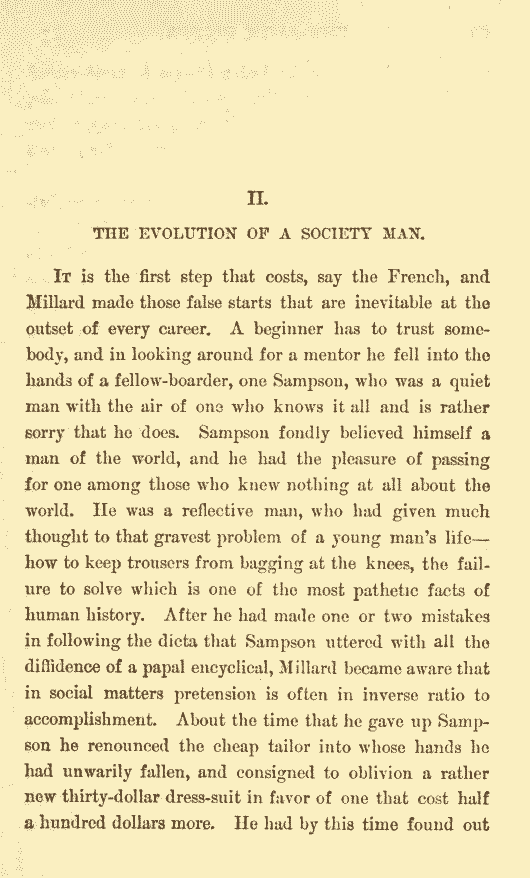 II.
THE EVOLUTION OF A SOCIETY MAN.
IT is the first step that costs, say the French, and
Millard made those false starts that are inevitable at the
outset of every career. A beginner has to trust some-
body, and in looking around for a mentor he fell into the
hands of a fellow-boarder, one Sampson, who was a quiet
man with the air of one who knows it all and is rather
sorry that he does. Sampson fondly believed himself a
man of the world, and he had the pleasure of passing
for one among those who knew nothing at all about the
world. He was a reflective man, who had given much
thought to that gravest problem of a young man's life—
how to keep trousers from bagging at the knees, the fail-
ure to solve which is one of the most pathetic facts of
human history. After he had made one or two mistakes
in following the dicta that Sampson uttered with all the
diffidence of a papal encyclical, Millard became aware that
in social matters pretension is often in inverse ratio to
accomplishment. About the time that he gave up Samp-
son he renounced the cheap tailor into whose hands he
had unwarily fallen, and consigned to oblivion a rather
new thirty-dollar dress-suit in favor of one that cost half
a hundred dollars more. He had by this time found out